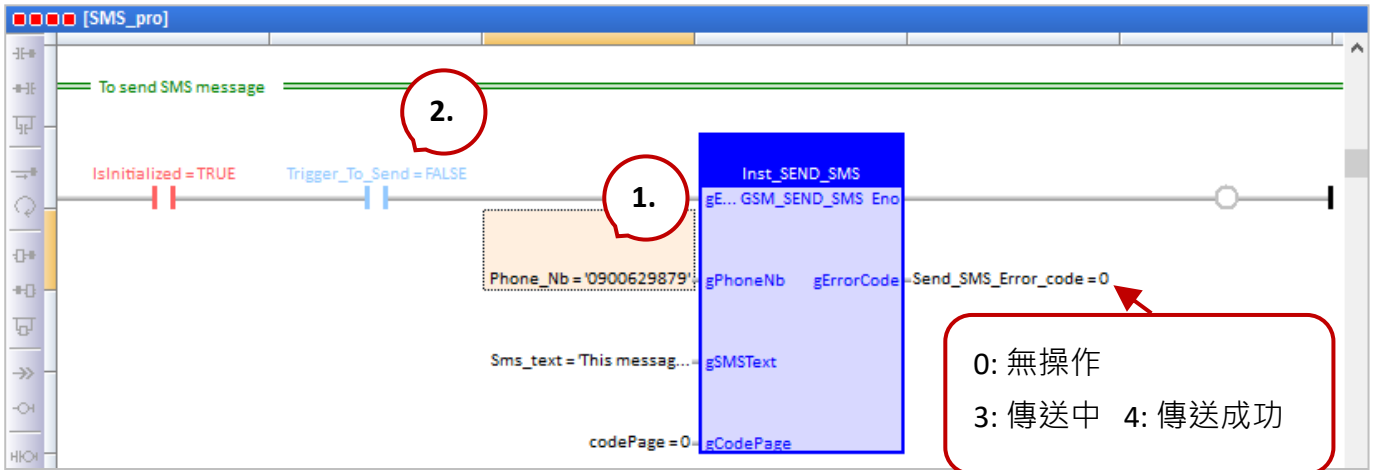 [SMS_pro]
To send SMS message
2.
IsInitialized = TRUE
Trigger_To_Send = FALSE
Inst_SEND_SMS
1.
gE... GSM_SEND_SMS Eno
Phone_Nb = '0900629879'
gPhoneNb
gErrorCode
Send_SMS_Error_code = 0
Sms_text = 'This messag...
gSMSText
0: 無操作
3: 傳送中 4: 傳送成功
codePage = 0
gCodePage